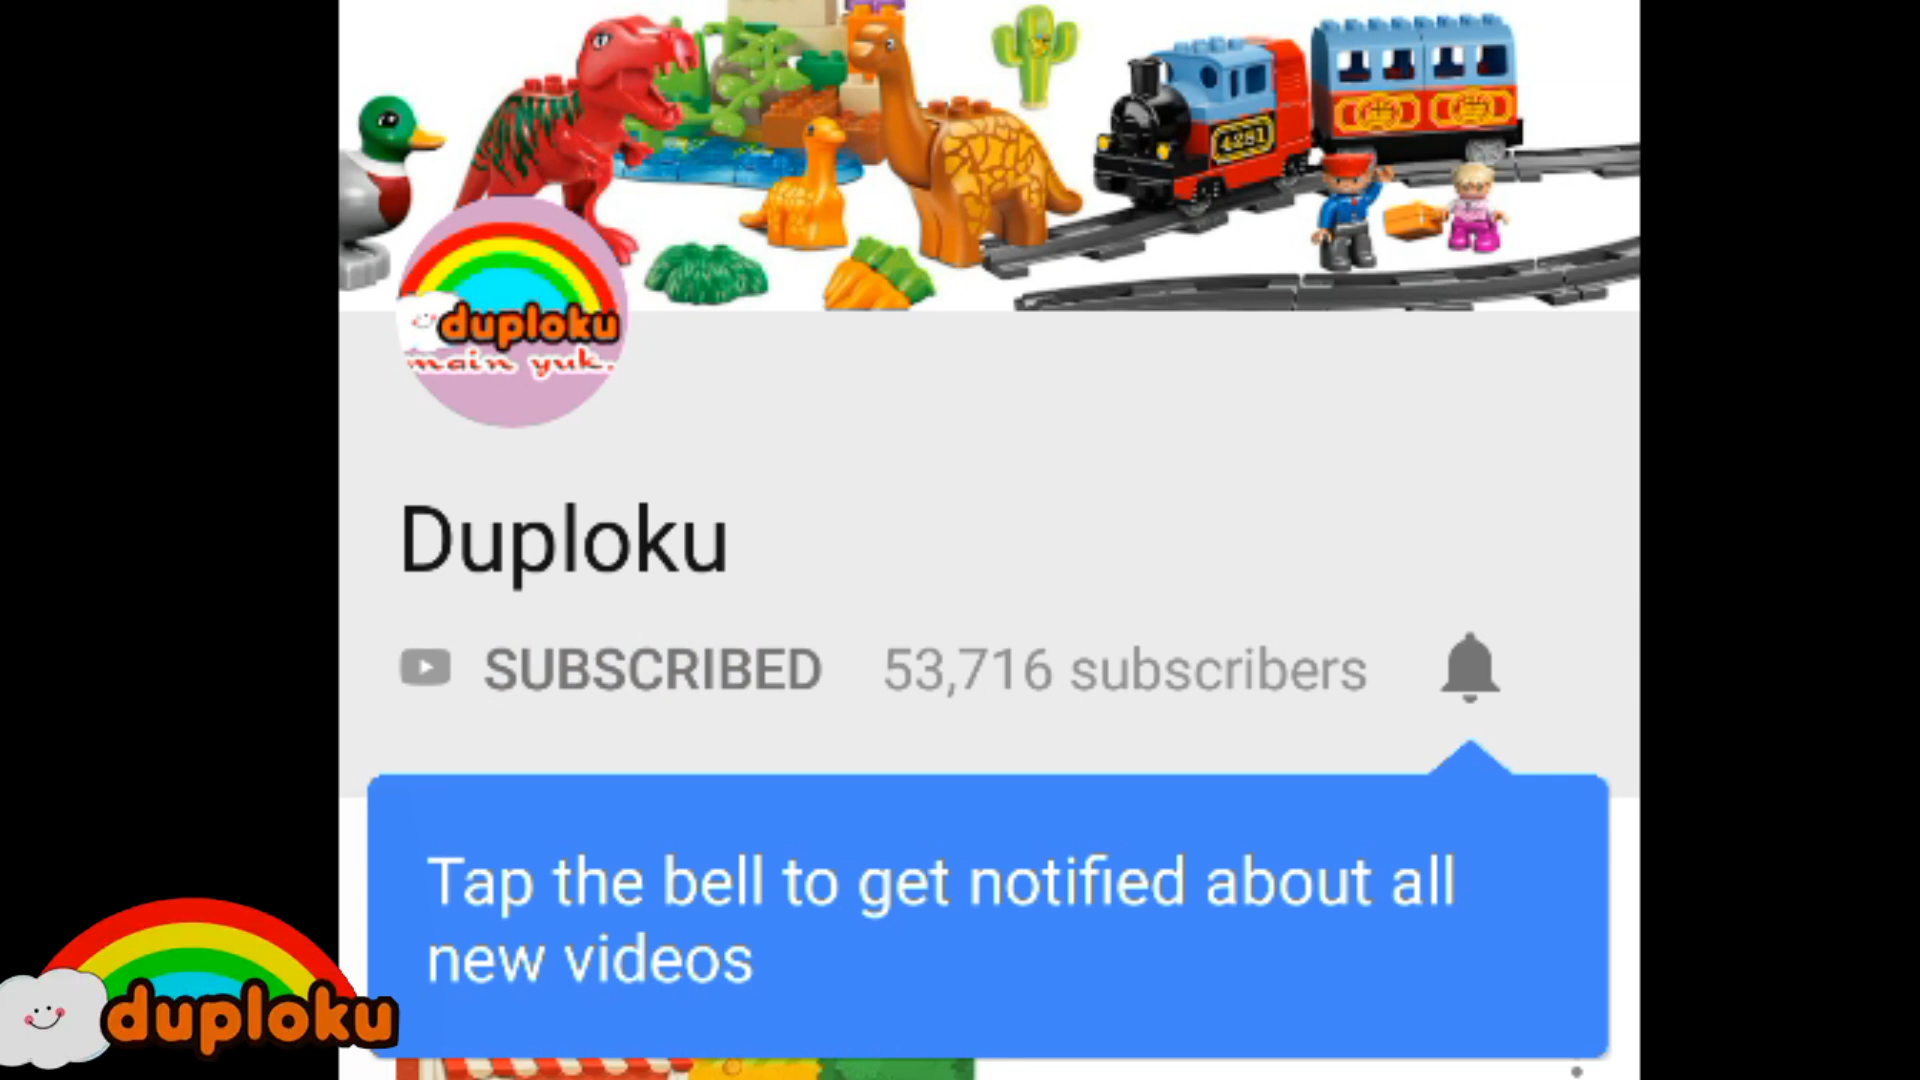 4281
duploku
main yuk.
Duploku
SUBSCRIBED 53,716 subscribers
Tap the bell to get notified about all
new videos
duploku